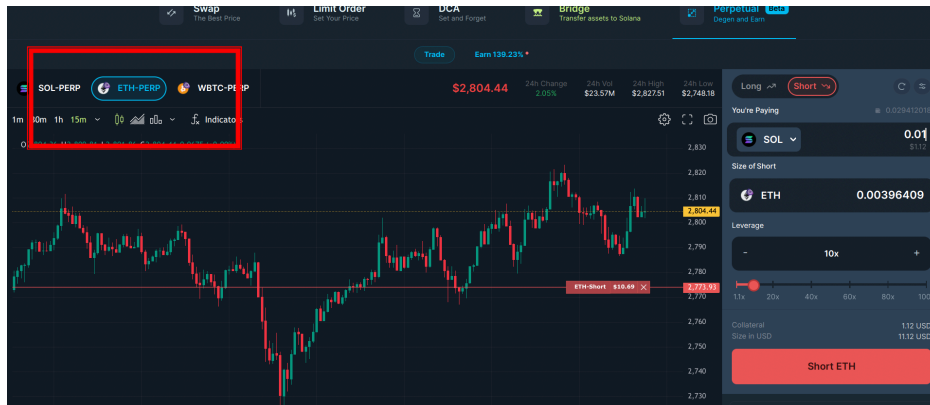 Swap
The Best Price
Limit Order
Set Your Price
DCA
Set and Forget
Bridge
Transfer assets to Solana
Perpetual Beta
Degen and Earn
Trade Earn 139.23%
SOL-PERP ETH-PERP WBTC-PERP
$2,804.44
24h Change
2.05%
24h Vol
$23.57M
24h High
$2,827.51
24h Low
$2,748.18
1m 30m 1h 15m Indicators
2,830
2,810
2,804.44
2,800
2,790
2,780
ETH-Short $10.69
2,773.93
2,770
2,760
2,750
2,740
2,730
Long Short
You're Paying 
SOL 0.01
$1.12
Size of Short
ETH 0.00396409
Leverage
- 10x +
1.1x 20x 40x 60x 80x 100
Collateral 1.12 USD
Size in USD 11.12 USD
Short ETH